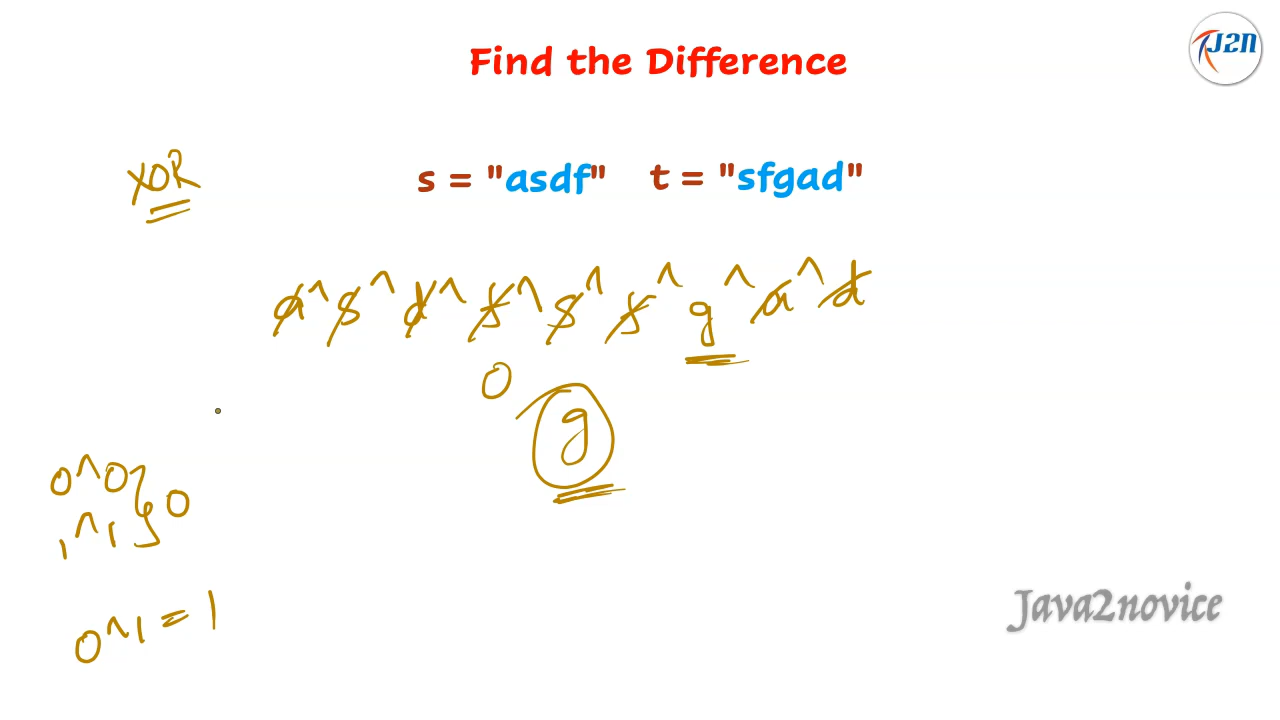 Find the Difference
J2N
XOR
s = "asdf" t = "sfgad"
a^s^d^f^s^f^g^a^d
0
g
0^0
1^1 } 0
0^1 = 1
Java2novice